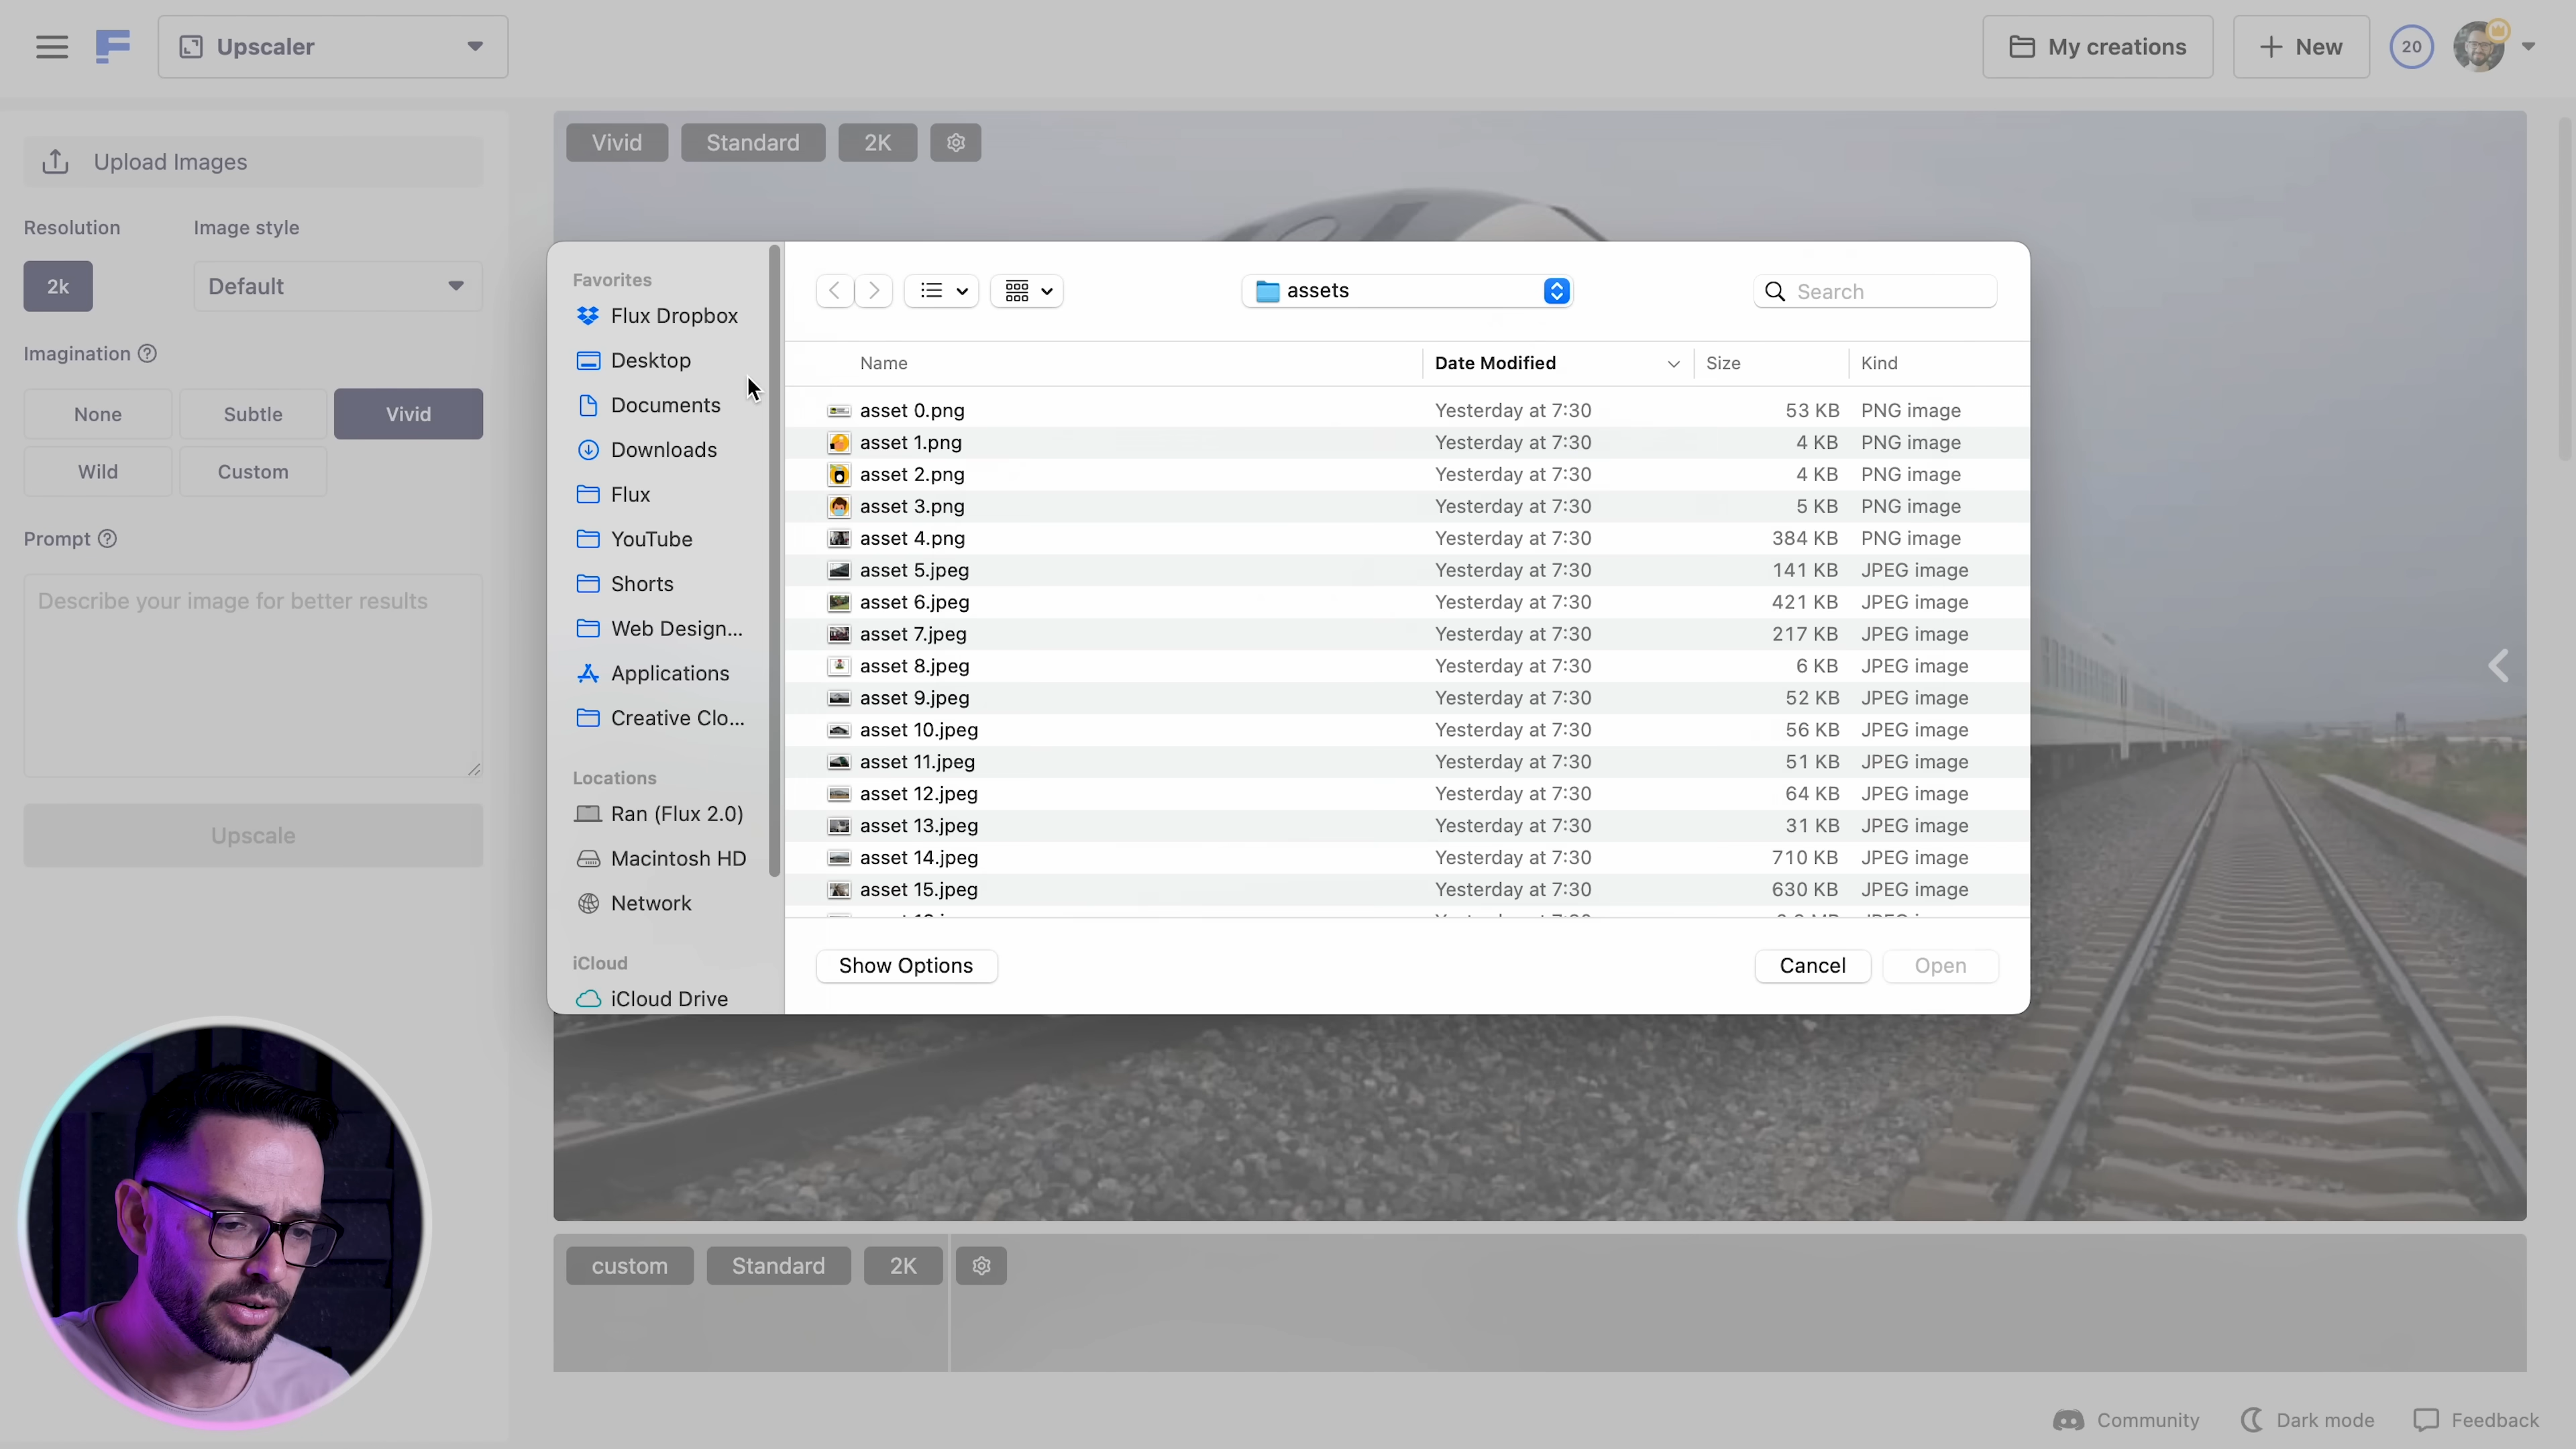 Upscaler
My creations
New
20
Upload Images
Resolution
Image style
2k
Default
Imagination
None
Subtle
Vivid
Wild
Custom
Prompt
Describe your image for better results
Upscale
Vivid
Standard
2K
Favorites
Flux Dropbox
Desktop
Documents
Downloads
Flux
YouTube
Shorts
Web Design...
Applications
Creative Clo...
Locations
Ran (Flux 2.0)
Macintosh HD
Network
iCloud
iCloud Drive
assets
Search
Name Date Modified Size Kind
asset 0.png Yesterday at 7:30 53 KB PNG image
asset 1.png Yesterday at 7:30 4 KB PNG image
asset 2.png Yesterday at 7:30 4 KB PNG image
asset 3.png Yesterday at 7:30 5 KB PNG image
asset 4.png Yesterday at 7:30 384 KB PNG image
asset 5.jpeg Yesterday at 7:30 141 KB JPEG image
asset 6.jpeg Yesterday at 7:30 421 KB JPEG image
asset 7.jpeg Yesterday at 7:30 217 KB JPEG image
asset 8.jpeg Yesterday at 7:30 6 KB JPEG image
asset 9.jpeg Yesterday at 7:30 52 KB JPEG image
asset 10.jpeg Yesterday at 7:30 56 KB JPEG image
asset 11.jpeg Yesterday at 7:30 51 KB JPEG image
asset 12.jpeg Yesterday at 7:30 64 KB JPEG image
asset 13.jpeg Yesterday at 7:30 31 KB JPEG image
asset 14.jpeg Yesterday at 7:30 710 KB JPEG image
asset 15.jpeg Yesterday at 7:30 630 KB JPEG image
Show Options
Cancel
Open
custom
Standard
2K
Community
Dark mode
Feedback